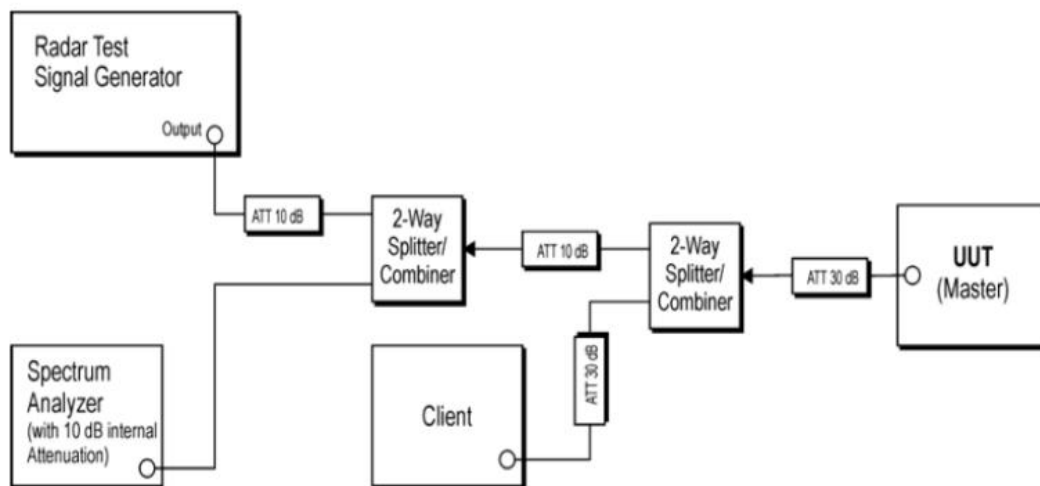 Radar Test
Signal Generator
Output
ATT 10 dB
2-Way
Splitter/
Combiner
ATT 10 dB
2-Way
Splitter/
Combiner
ATT 30 dB
UUT
(Master)
ATT 30 dB
Spectrum
Analyzer
(with 10 dB internal
Attenuation)
Client